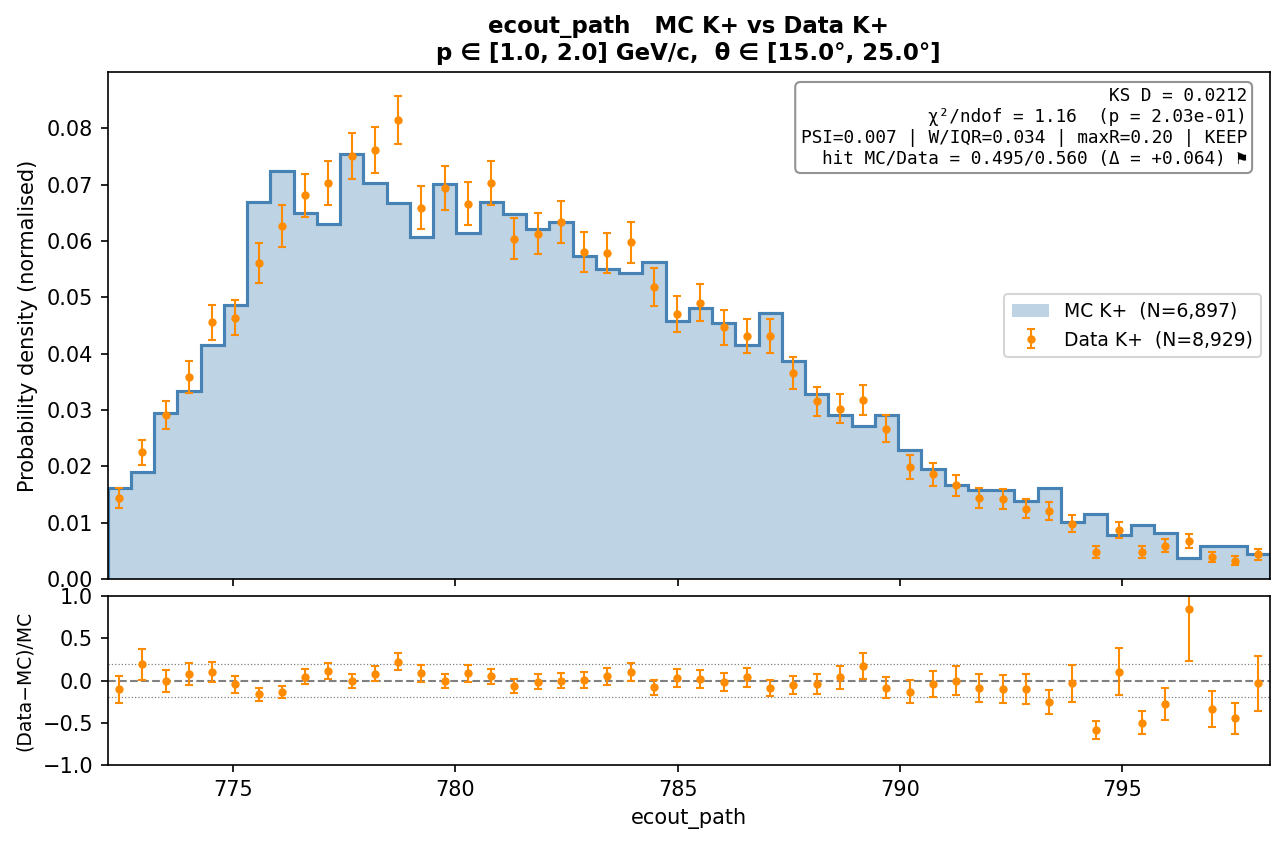 ecout_path   MC K+ vs Data K+
p ∈ [1.0, 2.0] GeV/c,  θ ∈ [15.0°, 25.0°]
KS D = 0.0212
χ²/ndof = 1.16  (p = 2.03e-01)
PSI=0.007 | W/IQR=0.034 | maxR=0.20 | KEEP
hit MC/Data = 0.495/0.560 (Δ = +0.064) ⚑
MC K+  (N=6,897)
Data K+  (N=8,929)
Probability density (normalised)
0.08
0.07
0.06
0.05
0.04
0.03
0.02
0.01
0.00
(Data−MC)/MC
1.0
0.5
0.0
−0.5
−1.0
775
780
785
790
795
ecout_path